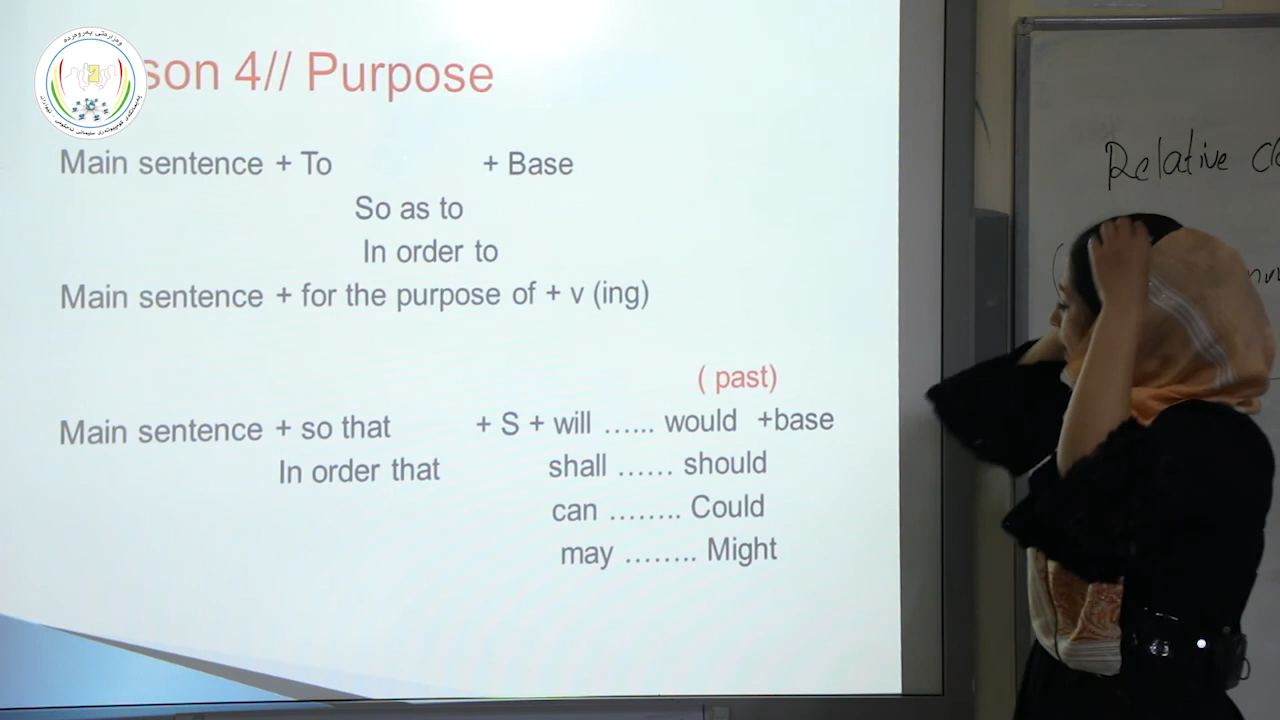 son 4// Purpose
Main sentence + To + Base
So as to
In order to
Main sentence + for the purpose of + v (ing)
( past)
Main sentence + so that + S + will ...... would +base
In order that shall ...... should
can ........ Could
may ........ Might
Relative
وەزارەتی پەروەردە